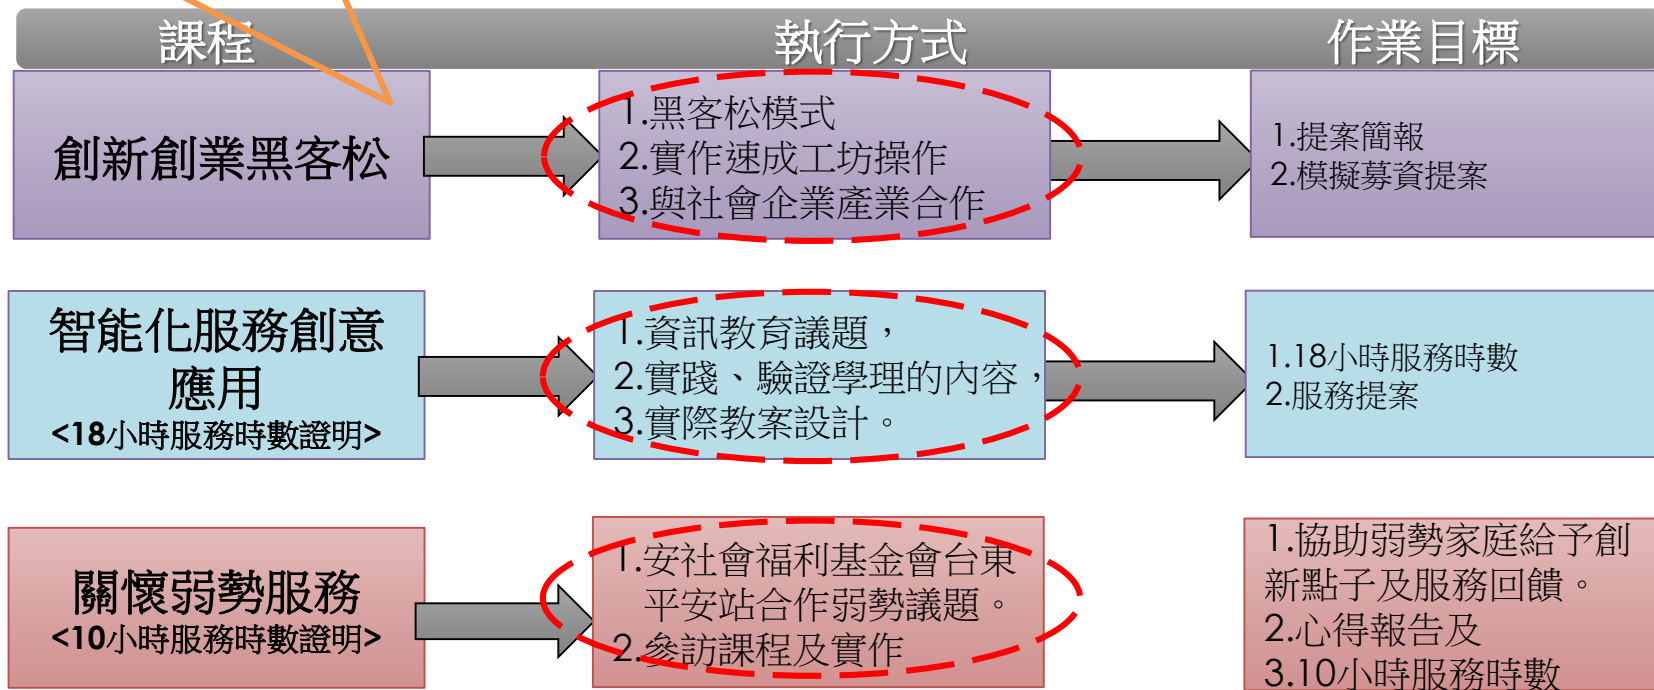 課程
執行方式
作業目標
創新創業黑客松
1.黑客松模式
2.實作速成工坊操作
3.與社會企業產業合作
1.提案簡報
2.模擬募資提案
智能化服務創意
應用
<18小時服務時數證明>
1.資訊教育議題，
2.實踐、驗證學理的內容，
3.實際教案設計。
1.18小時服務時數
2.服務提案
關懷弱勢服務
<10小時服務時數證明>
1.安社會福利基金會台東
平安站合作弱勢議題。
2.參訪課程及實作
1.協助弱勢家庭給予創
新點子及服務回饋。
2.心得報告及
3.10小時服務時數